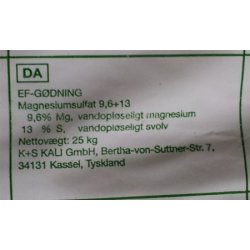 DA
EF-GØDNING
Magnesiumsulfat 9,6+13
9,6% Mg, vandopløseligt magnesium
13 % S, vandopløseligt svolv
Nettovægt: 25 kg
K+S KALI GmbH, Bertha-von-Suttner-Str. 7,
34131 Kassel, Tyskland